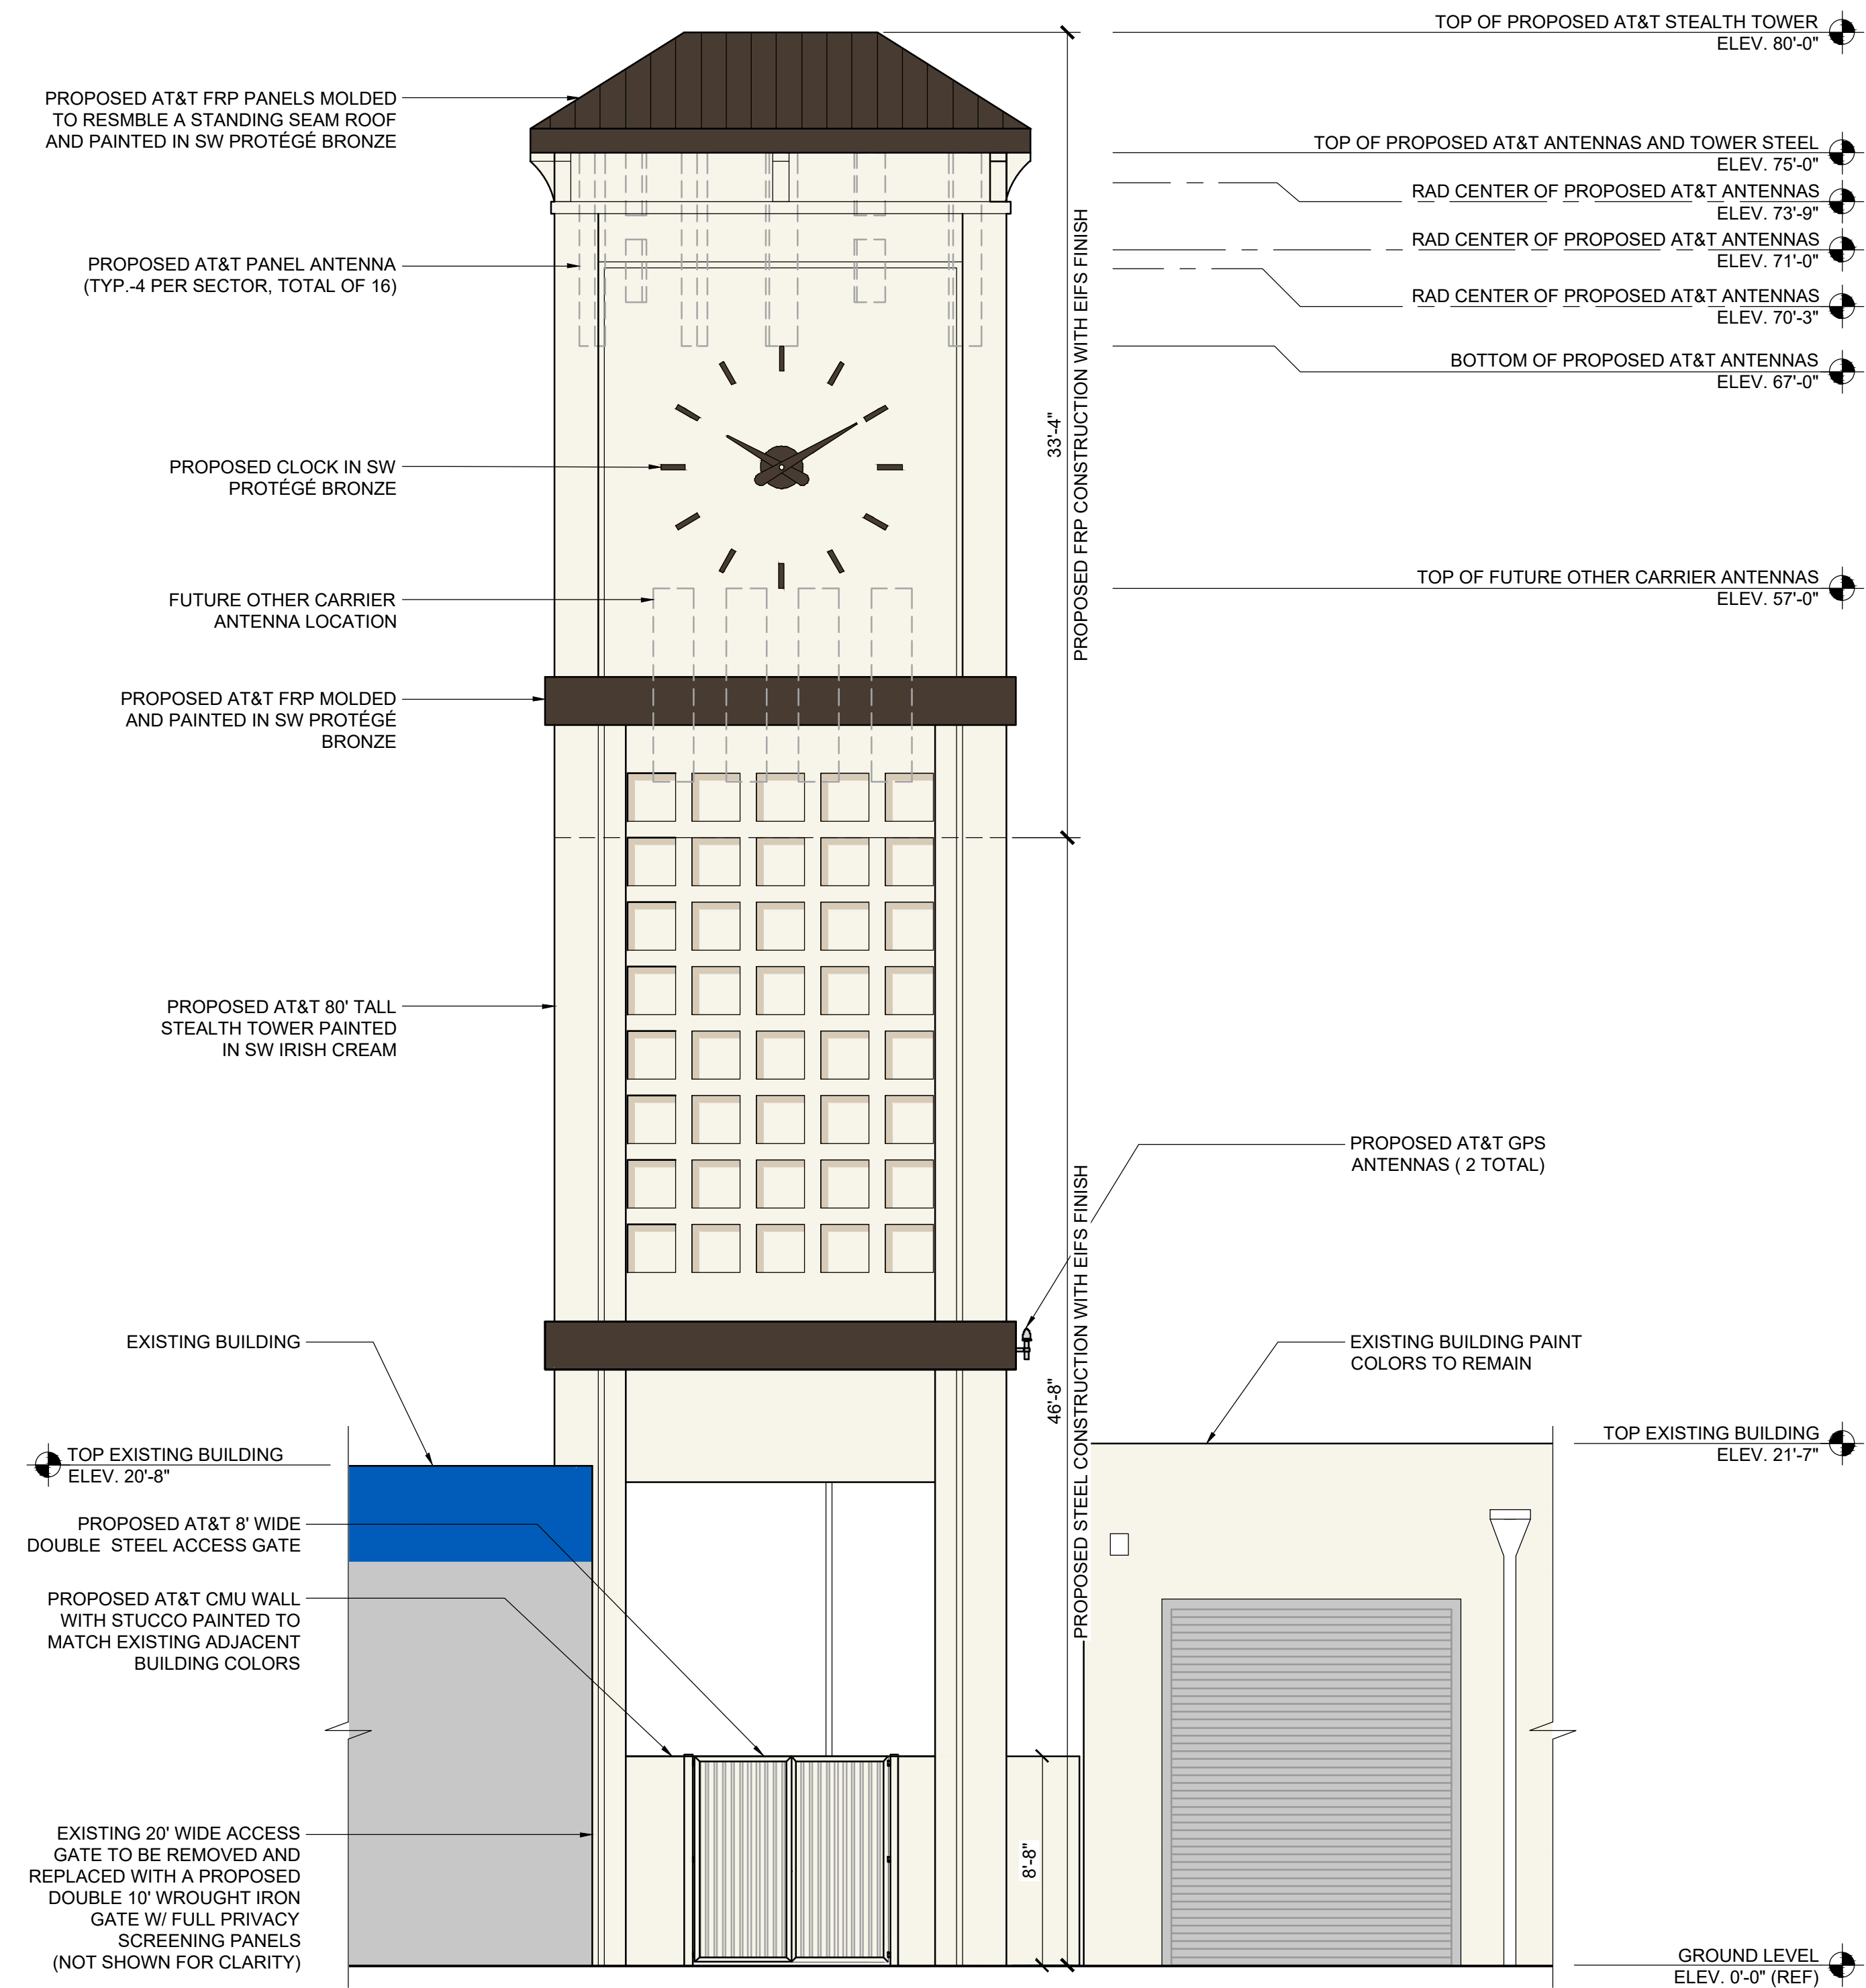 TOP OF PROPOSED AT&T STEALTH TOWER
ELEV. 80'-0"
PROPOSED AT&T FRP PANELS MOLDED
TO RESMBLE A STANDING SEAM ROOF
AND PAINTED IN SW PROTÉGÉ BRONZE
TOP OF PROPOSED AT&T ANTENNAS AND TOWER STEEL
ELEV. 75'-0"
RAD CENTER OF PROPOSED AT&T ANTENNAS
ELEV. 73'-9"
RAD CENTER OF PROPOSED AT&T ANTENNAS
ELEV. 71'-0"
RAD CENTER OF PROPOSED AT&T ANTENNAS
ELEV. 70'-3"
BOTTOM OF PROPOSED AT&T ANTENNAS
ELEV. 67'-0"
PROPOSED AT&T PANEL ANTENNA
(TYP.-4 PER SECTOR, TOTAL OF 16)
33'-4"
PROPOSED FRP CONSTRUCTION WITH EIFS FINISH
PROPOSED CLOCK IN SW
PROTÉGÉ BRONZE
TOP OF FUTURE OTHER CARRIER ANTENNAS
ELEV. 57'-0"
FUTURE OTHER CARRIER
ANTENNA LOCATION
PROPOSED AT&T FRP MOLDED
AND PAINTED IN SW PROTÉGÉ
BRONZE
PROPOSED AT&T 80' TALL
STEALTH TOWER PAINTED
IN SW IRISH CREAM
PROPOSED AT&T GPS
ANTENNAS ( 2 TOTAL)
46'-8"
PROPOSED STEEL CONSTRUCTION WITH EIFS FINISH
EXISTING BUILDING
EXISTING BUILDING PAINT
COLORS TO REMAIN
TOP EXISTING BUILDING
ELEV. 20'-8"
TOP EXISTING BUILDING
ELEV. 21'-7"
PROPOSED AT&T 8' WIDE
DOUBLE STEEL ACCESS GATE
PROPOSED AT&T CMU WALL
WITH STUCCO PAINTED TO
MATCH EXISTING ADJACENT
BUILDING COLORS
8'-8"
EXISTING 20' WIDE ACCESS
GATE TO BE REMOVED AND
REPLACED WITH A PROPOSED
DOUBLE 10' WROUGHT IRON
GATE W/ FULL PRIVACY
SCREENING PANELS
(NOT SHOWN FOR CLARITY)
GROUND LEVEL
ELEV. 0'-0" (REF)